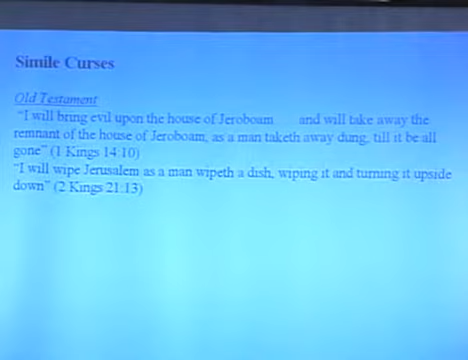 Simile Curses
Old Testament
"I will bring evil upon the house of Jeroboam ... and will take away the
remnant of the house of Jeroboam, as a man taketh away dung, till it be all
gone" (1 Kings 14:10)
"I will wipe Jerusalem as a man wipeth a dish, wiping it and turning it upside
down" (2 Kings 21:13)